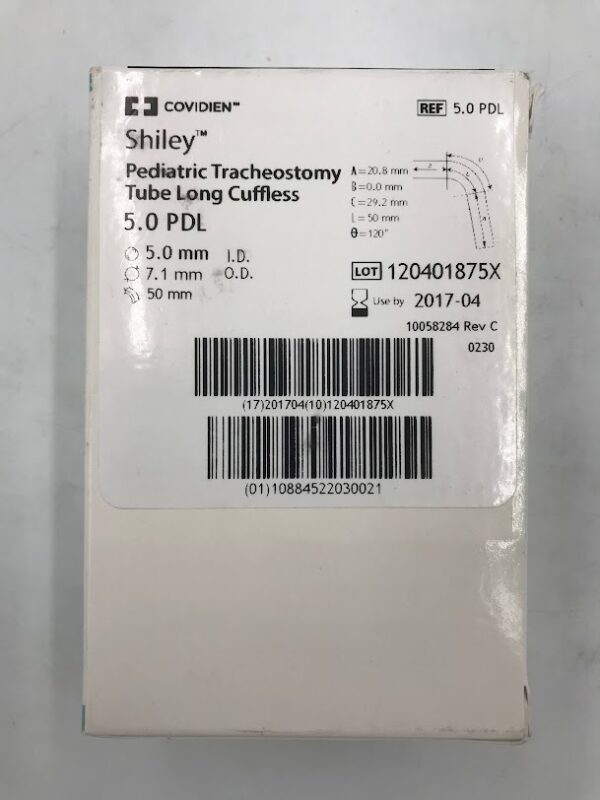 COVIDIEN™
REF 5.0 PDL
Shiley™
Pediatric Tracheostomy
Tube Long Cuffless
5.0 PDL
5.0 mm I.D.
7.1 mm O.D.
50 mm
A=20.8 mm
B=0.0 mm
C=29.2 mm
L=50 mm
θ=120°
LOT 120401875X
Use by 2017-04
10058284 Rev C
0230
(17)201704(10)120401875X
(01)10884522030021